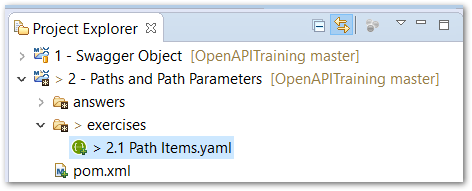 Project Explorer
1 - Swagger Object [OpenAPITraining master]
> 2 - Paths and Path Parameters [OpenAPITraining master]
answers
> exercises
> 2.1 Path Items.yaml
pom.xml